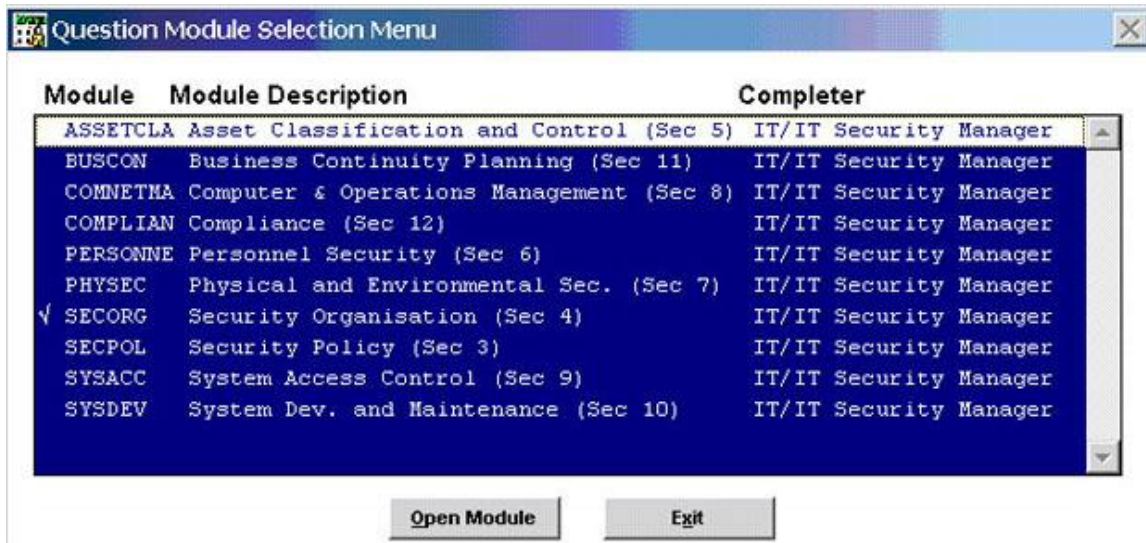 Question Module Selection Menu
Module Module Description Completer
ASSETCLA Asset Classification and Control (Sec 5) IT/IT Security Manager
BUSCON Business Continuity Planning (Sec 11) IT/IT Security Manager
COMNETMA Computer & Operations Management (Sec 8) IT/IT Security Manager
COMPLIAN Compliance (Sec 12) IT/IT Security Manager
PERSONNE Personnel Security (Sec 6) IT/IT Security Manager
PHYSEC Physical and Environmental Sec. (Sec 7) IT/IT Security Manager
√ SECORG Security Organisation (Sec 4) IT/IT Security Manager
SECPOL Security Policy (Sec 3) IT/IT Security Manager
SYSACC System Access Control (Sec 9) IT/IT Security Manager
SYSDEV System Dev. and Maintenance (Sec 10) IT/IT Security Manager
Open Module Exit